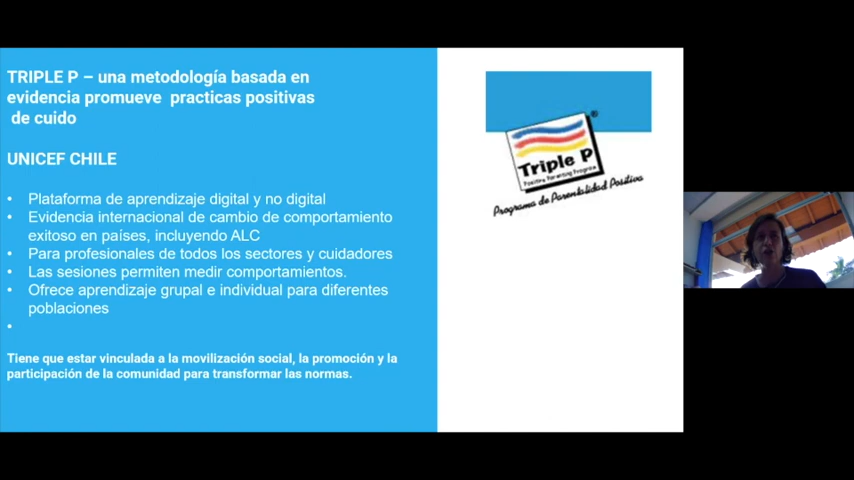 TRIPLE P – una metodología basada en
evidencia promueve practicas positivas
de cuido
UNICEF CHILE
• Plataforma de aprendizaje digital y no digital
• Evidencia internacional de cambio de comportamiento
exitoso en países, incluyendo ALC
• Para profesionales de todos los sectores y cuidadores
• Las sesiones permiten medir comportamientos.
• Ofrece aprendizaje grupal e individual para diferentes
poblaciones
•
Tiene que estar vinculada a la movilización social, la promoción y la
participación de la comunidad para transformar las normas.
®
Triple P
Positive Parenting Program
Programa de Parentalidad Positiva